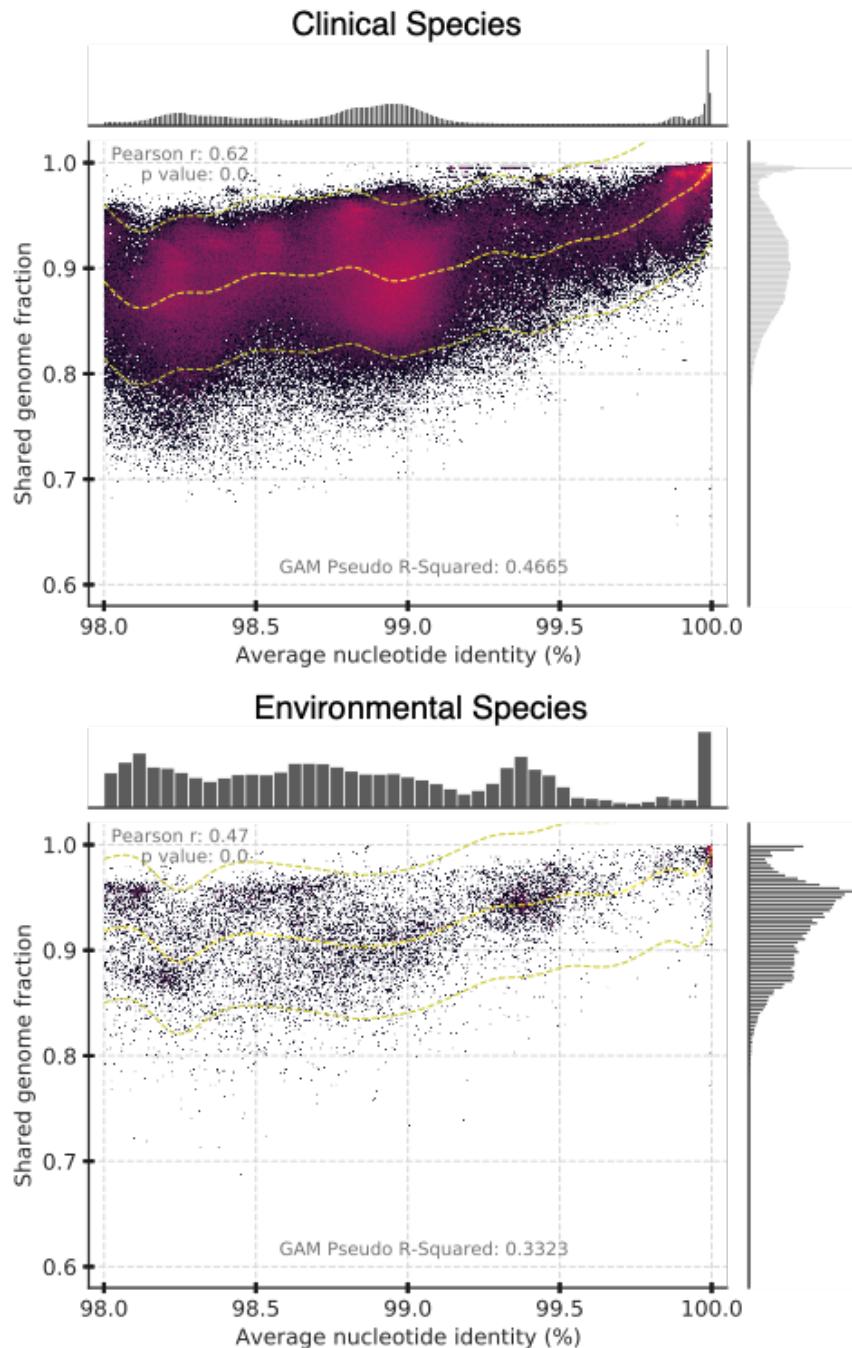 Clinical Species
Pearson r: 0.62
p value: 0.0
1.0
0.9
0.8
0.7
0.6
Shared genome fraction
GAM Pseudo R-Squared: 0.4665
98.0 98.5 99.0 99.5 100.0
Average nucleotide identity (%)
Environmental Species
Pearson r: 0.47
p value: 0.0
1.0
0.9
0.8
0.7
0.6
Shared genome fraction
GAM Pseudo R-Squared: 0.3323
98.0 98.5 99.0 99.5 100.0
Average nucleotide identity (%)